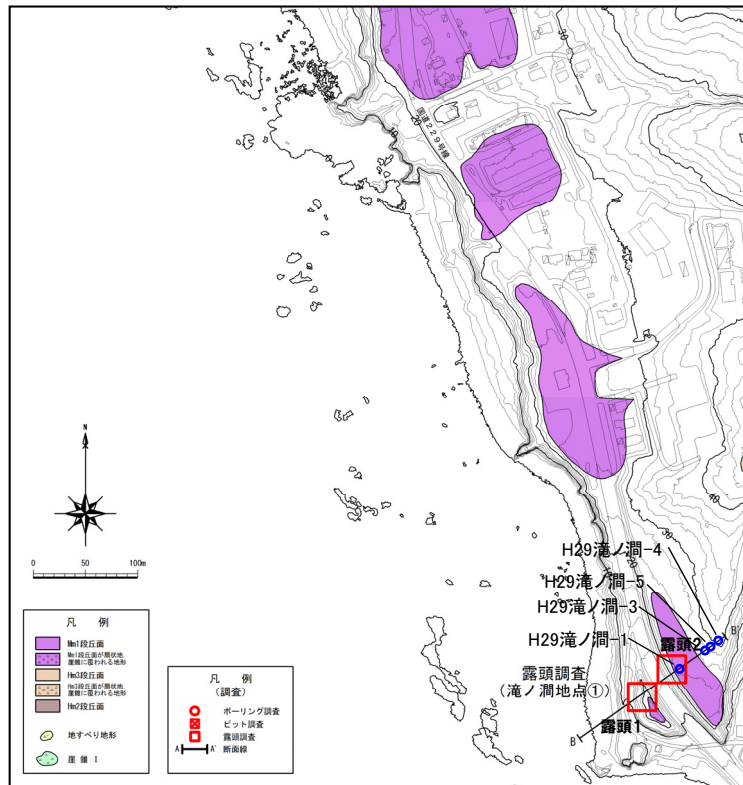 30
20
国道229号線
10
40
30
H29滝ノ澗-4
H29滝ノ澗-5
H29滝ノ澗-3
H29滝ノ澗-1
露頭2
B'
露頭調査
(滝ノ澗地点①)
露頭1
B
20
N
0 50 100m
凡 例
Mm1段丘面
Mm1段丘面が扇状地、
崖錐に覆われる地形
Hm3段丘面
Hm3段丘面が扇状地、
崖錐に覆われる地形
Hm2段丘面
地すべり地形
崖 錐 Ⅰ
凡 例
(調査)
ボーリング調査
ピット調査
露頭調査
A A' 断面線